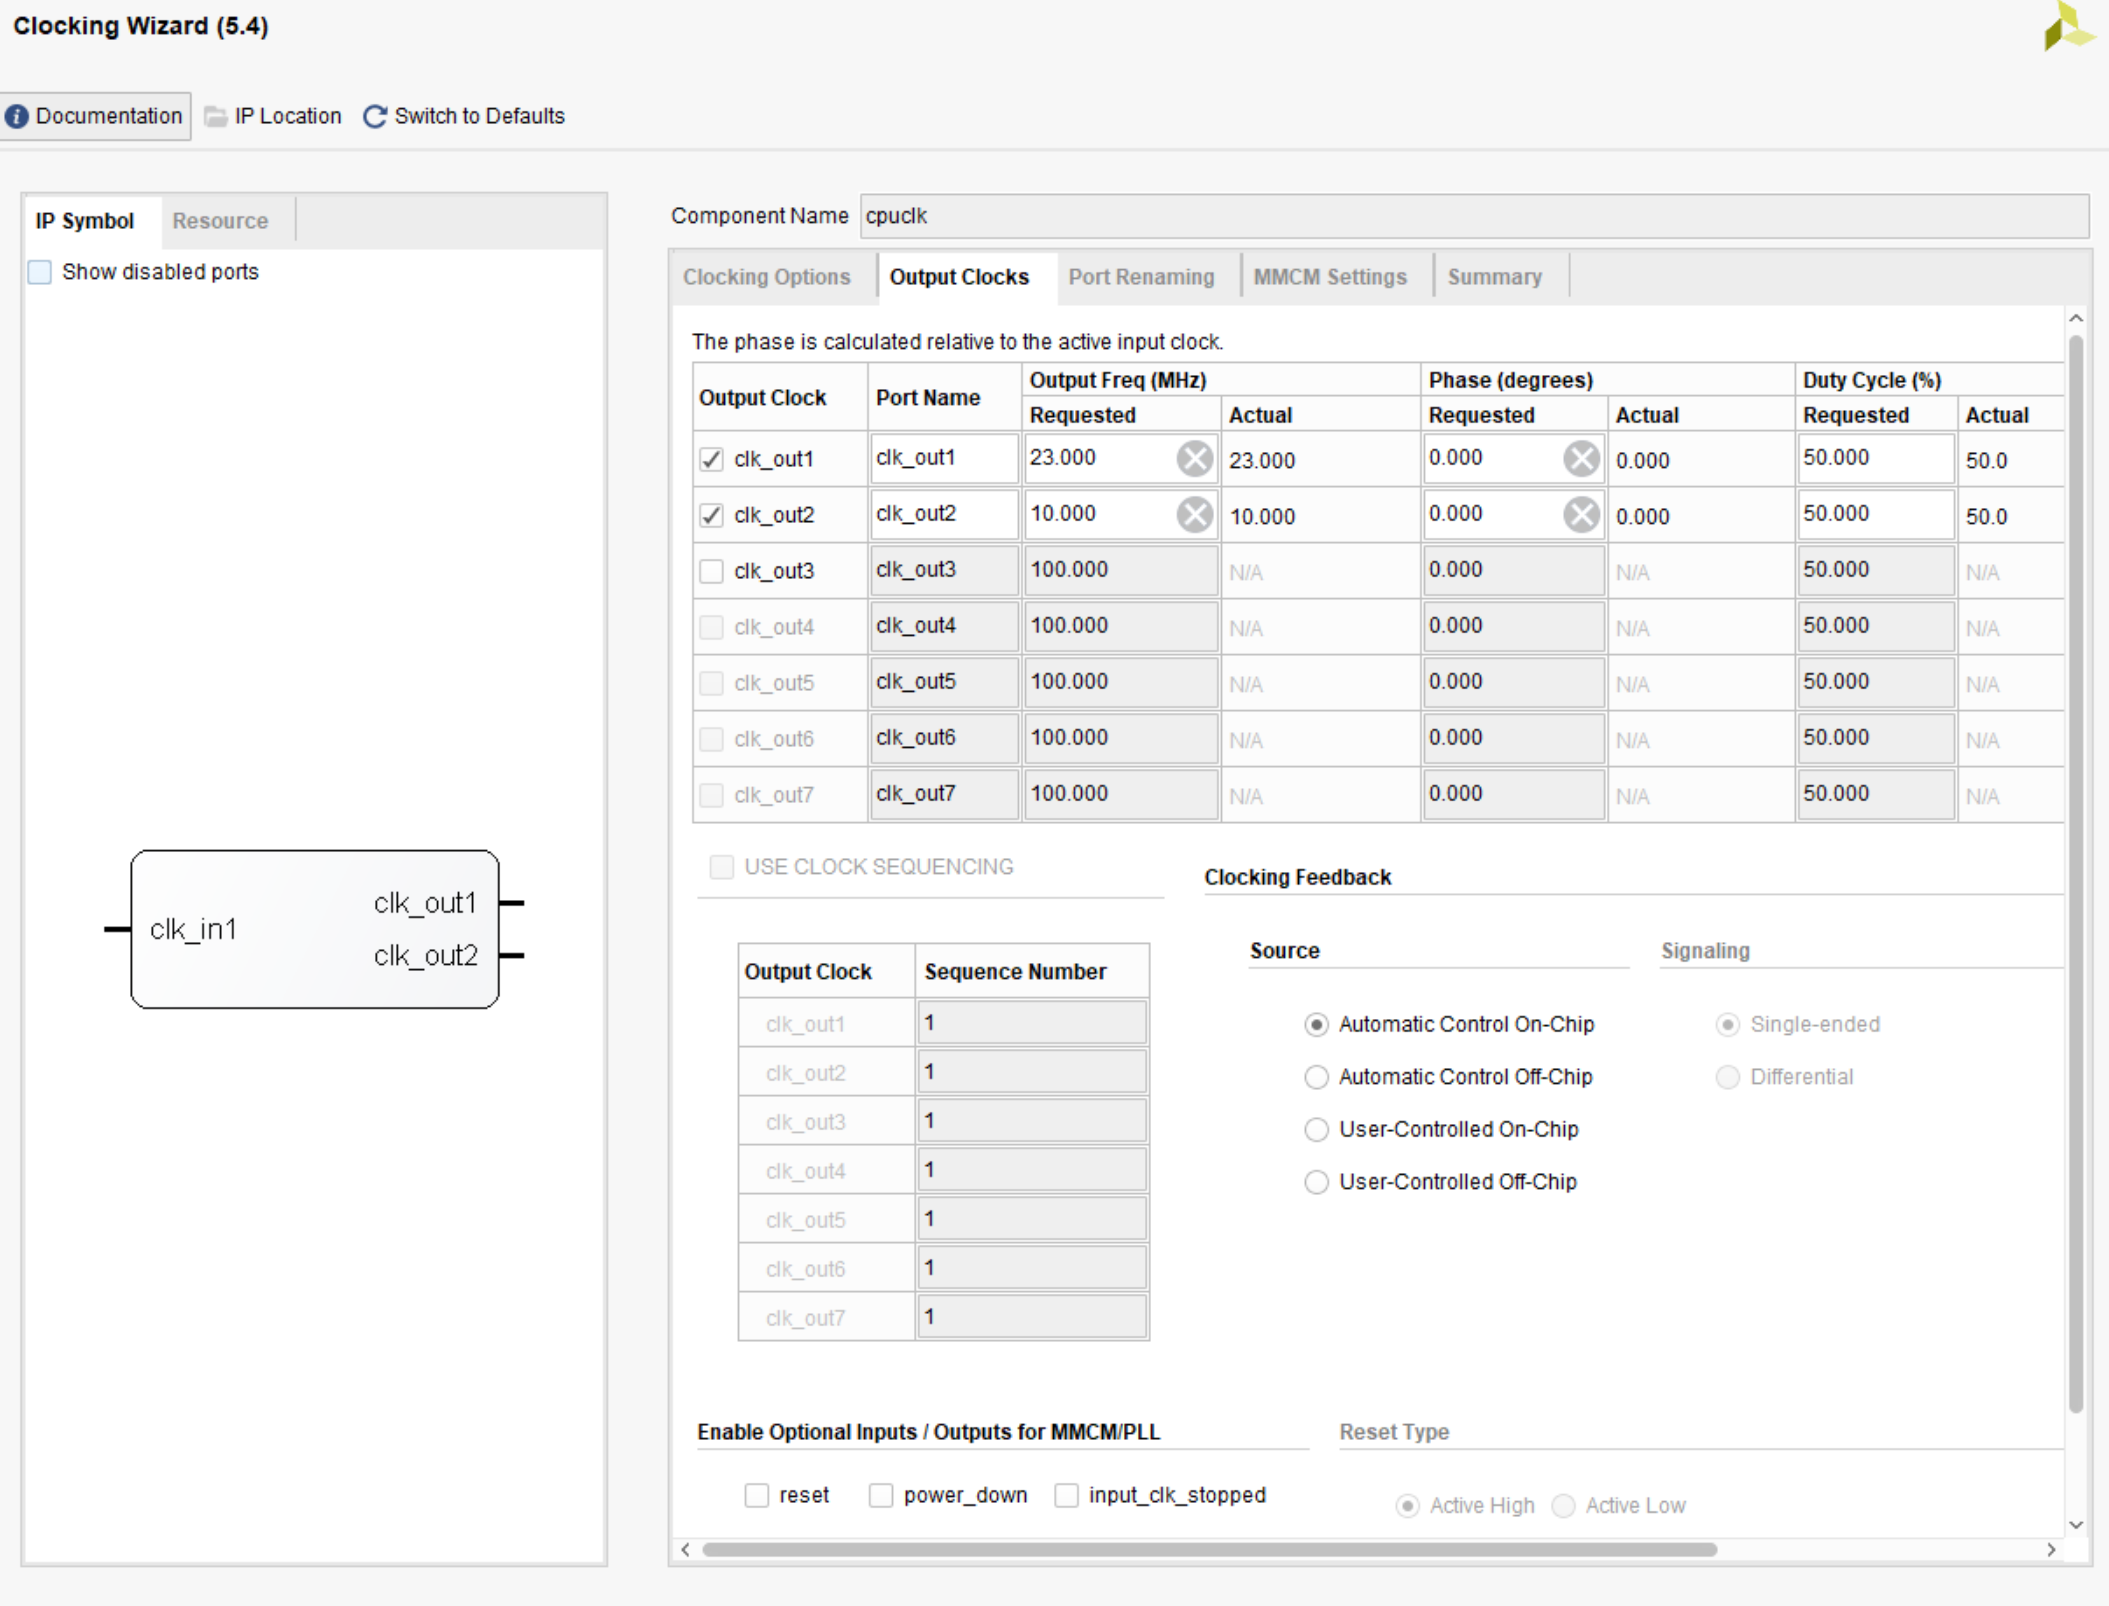 Clocking Wizard (5.4)
Documentation IP Location Switch to Defaults
IP Symbol Resource
Show disabled ports
clk_in1
clk_out1
clk_out2
Component Name cpuclk
Clocking Options Output Clocks Port Renaming MMCM Settings Summary
The phase is calculated relative to the active input clock.
Output Clock Port Name Output Freq (MHz) Phase (degrees) Duty Cycle (%)
Requested Actual Requested Actual Requested Actual
clk_out1 clk_out1 23.000 23.000 0.000 0.000 50.000 50.0
clk_out2 clk_out2 10.000 10.000 0.000 0.000 50.000 50.0
clk_out3 clk_out3 100.000 N/A 0.000 N/A 50.000 N/A
clk_out4 clk_out4 100.000 N/A 0.000 N/A 50.000 N/A
clk_out5 clk_out5 100.000 N/A 0.000 N/A 50.000 N/A
clk_out6 clk_out6 100.000 N/A 0.000 N/A 50.000 N/A
clk_out7 clk_out7 100.000 N/A 0.000 N/A 50.000 N/A
USE CLOCK SEQUENCING
Output Clock Sequence Number
clk_out1 1
clk_out2 1
clk_out3 1
clk_out4 1
clk_out5 1
clk_out6 1
clk_out7 1
Clocking Feedback
Source
Automatic Control On-Chip
Automatic Control Off-Chip
User-Controlled On-Chip
User-Controlled Off-Chip
Signaling
Single-ended
Differential
Enable Optional Inputs / Outputs for MMCM/PLL
reset power_down input_clk_stopped
Reset Type
Active High Active Low